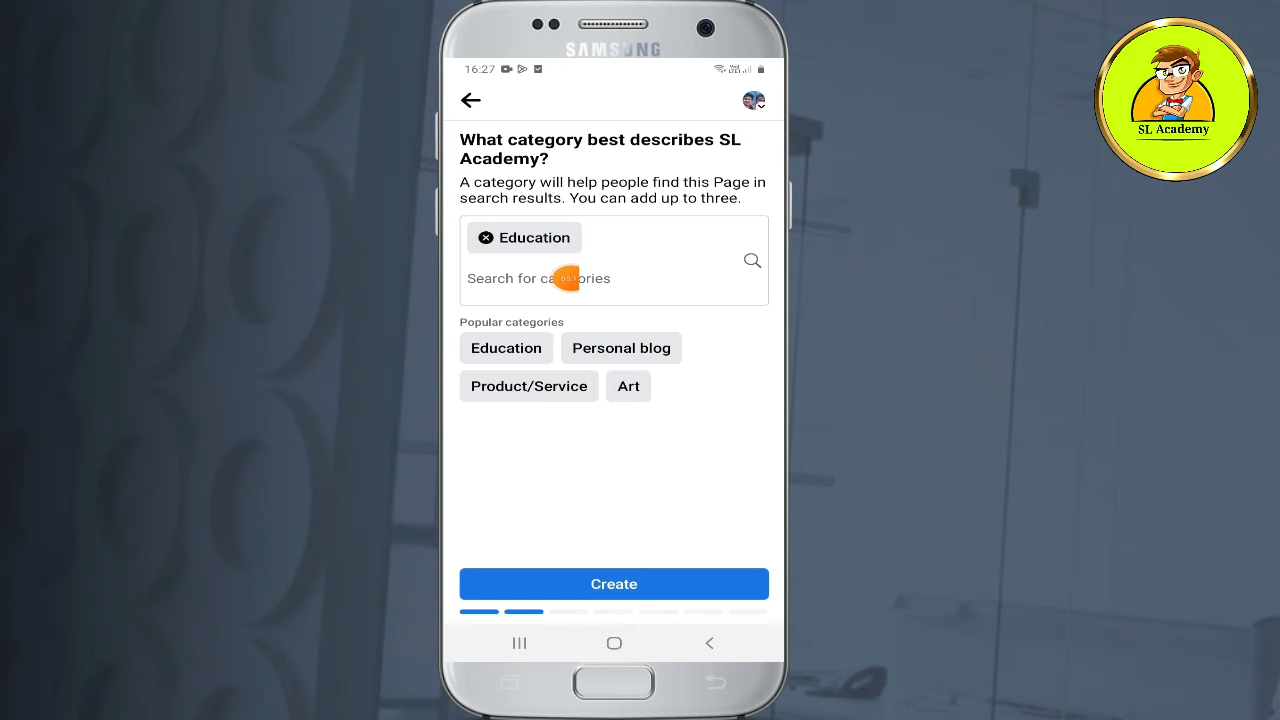 SAMSUNG
16:27
What category best describes SL
Academy?
A category will help people find this Page in
search results. You can add up to three.
Education
Search for categories
Popular categories
Education Personal blog
Product/Service Art
Create
SL Academy